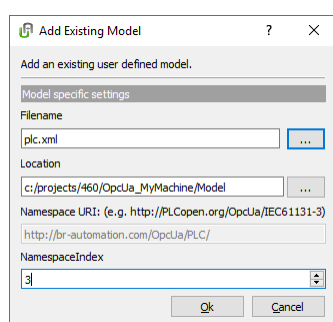 Add Existing Model
?
Add an existing user defined model.
Model specific settings
Filename
plc.xml
...
Location
c:/projects/460/OpcUa_MyMachine/Model
...
Namespace URI: (e.g. http://PLCopen.org/OpcUa/IEC61131-3)
http://br-automation.com/OpcUa/PLC/
NamespaceIndex
3
Ok Cancel